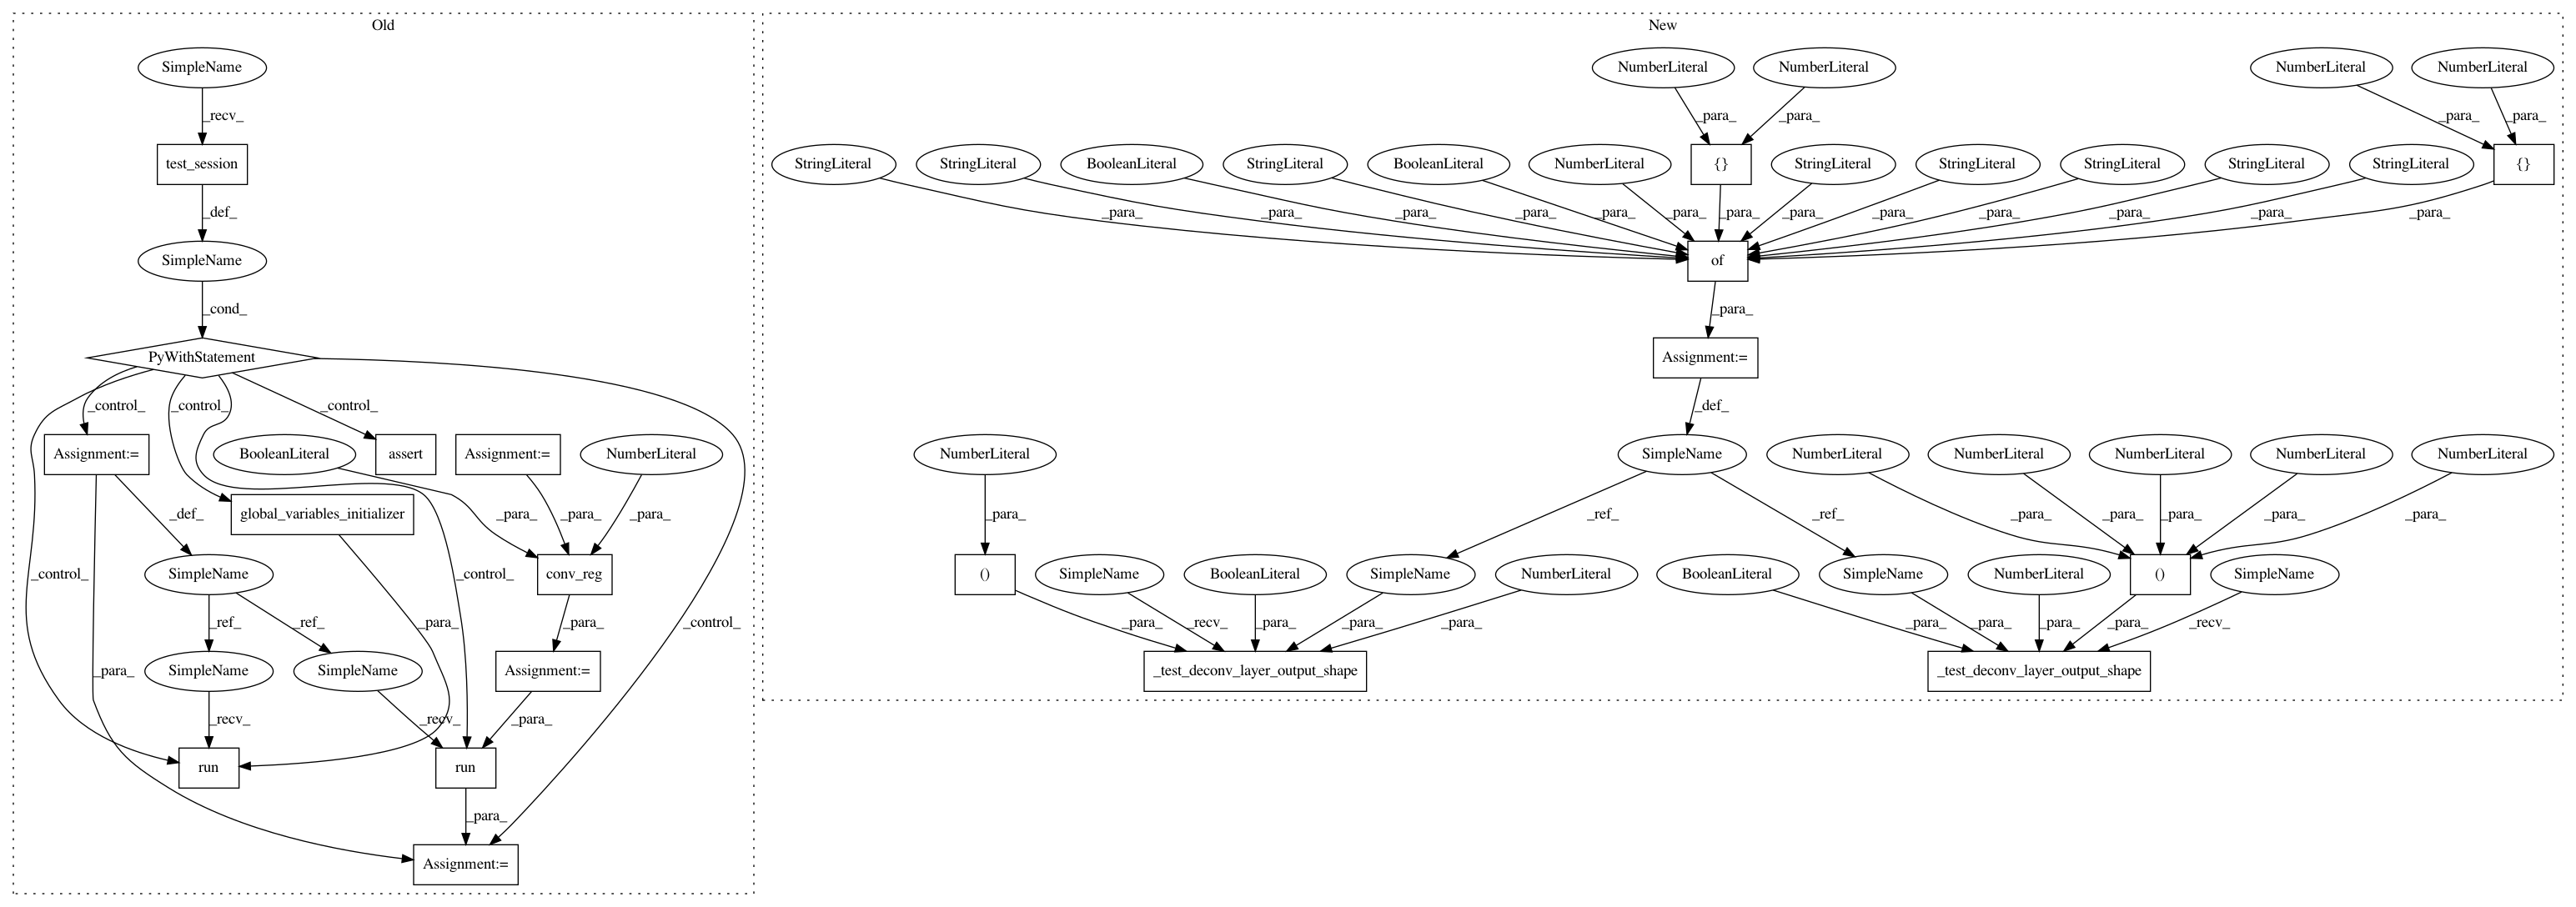 Old
New
SimpleName
NumberLiteral
NumberLiteral
NumberLiteral
NumberLiteral
_recv_
_para_
_para_
_para_
_para_
test_session
StringLiteral
StringLiteral
BooleanLiteral
StringLiteral
BooleanLiteral
NumberLiteral
{}
StringLiteral
StringLiteral
StringLiteral
StringLiteral
StringLiteral
{}
_def_
_para_
_para_
_para_
_para_
_para_
_para_
_para_
_para_
_para_
_para_
_para_
_para_
_para_
SimpleName
of
_cond_
_para_
PyWithStatement
Assignment:=
_control_
_control_
_control_
_def_
Assignment:=
BooleanLiteral
assert
Assignment:=
NumberLiteral
NumberLiteral
SimpleName
NumberLiteral
NumberLiteral
NumberLiteral
NumberLiteral
NumberLiteral
_def_
global_variables_initializer
_para_
_para_
_para_
_para_
_ref_
_ref_
_para_
_para_
_para_
_para_
_para_
_control_
SimpleName
_control_
conv_reg
()
SimpleName
BooleanLiteral
SimpleName
NumberLiteral
BooleanLiteral
SimpleName
NumberLiteral
()
SimpleName
_ref_
_ref_
_para_
_para_
_control_
_para_
_recv_
_para_
_para_
_para_
_para_
_para_
_para_
_para_
_recv_
_para_
SimpleName
SimpleName
Assignment:=
_test_deconv_layer_output_shape
_test_deconv_layer_output_shape
_recv_
_recv_
_para_
run
run
_para_
Assignment:=